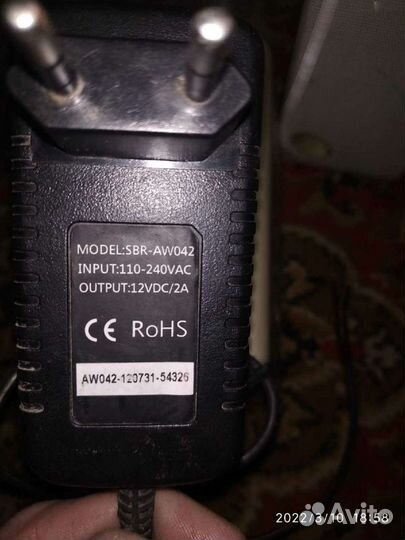 MODEL:SBR-AW042
INPUT:110-240VAC
OUTPUT:12VDC/2A
CE RoHS
AW042-120731-54326
2022/3/10 18:58
Avito